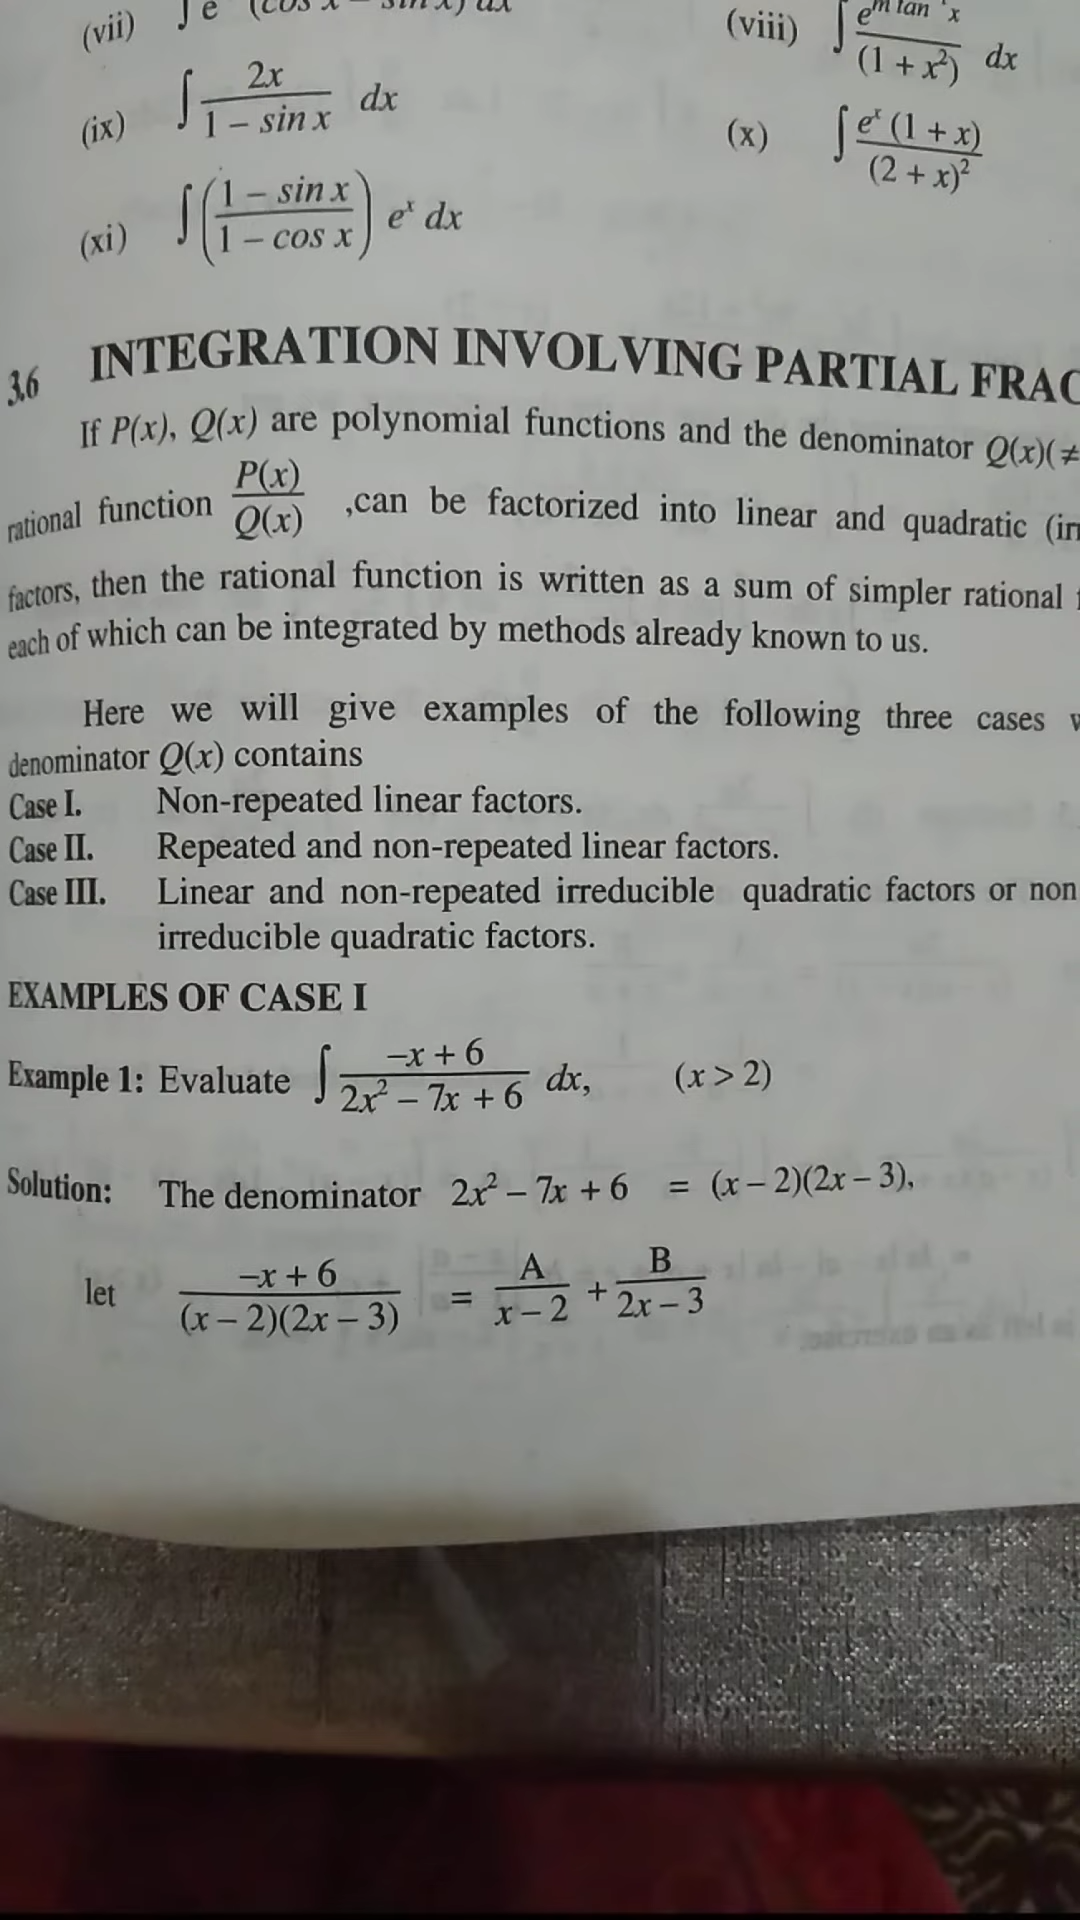 (vii) ∫ e (cos x – sin x) dx
(viii) ∫ e^(m tan⁻¹ x) / (1 + x²) dx
(ix) ∫ 2x / (1 – sin x) dx
(x) ∫ e^x (1 + x) / (2 + x)²
(xi) ∫ ((1 – sin x) / (1 – cos x)) e^x dx
3.6 INTEGRATION INVOLVING PARTIAL FRAC
If P(x), Q(x) are polynomial functions and the denominator Q(x)(≠
rational function P(x)/Q(x) ,can be factorized into linear and quadratic (irr
factors, then the rational function is written as a sum of simpler rational
each of which can be integrated by methods already known to us.
Here we will give examples of the following three cases
denominator Q(x) contains
Case I. Non-repeated linear factors.
Case II. Repeated and non-repeated linear factors.
Case III. Linear and non-repeated irreducible quadratic factors or non
irreducible quadratic factors.
EXAMPLES OF CASE I
Example 1: Evaluate ∫ (–x + 6) / (2x² – 7x + 6) dx, (x > 2)
Solution: The denominator 2x² – 7x + 6 = (x – 2)(2x – 3),
let (–x + 6) / ((x – 2)(2x – 3)) = A / (x – 2) + B / (2x – 3)